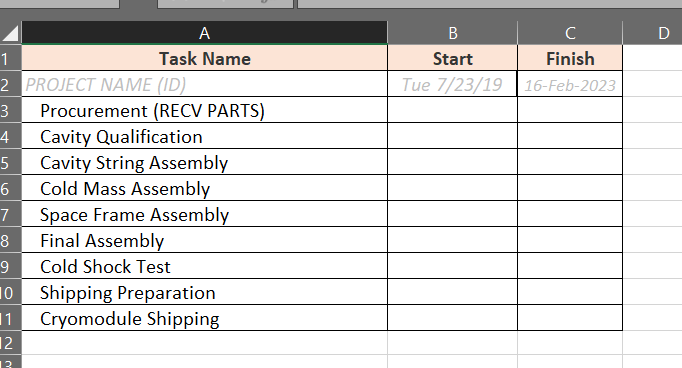 A B C D
1 Task Name Start Finish
2 PROJECT NAME (ID) Tue 7/23/19 16-Feb-2023
3 Procurement (RECV PARTS)
4 Cavity Qualification
5 Cavity String Assembly
6 Cold Mass Assembly
7 Space Frame Assembly
8 Final Assembly
9 Cold Shock Test
10 Shipping Preparation
11 Cryomodule Shipping
12
13